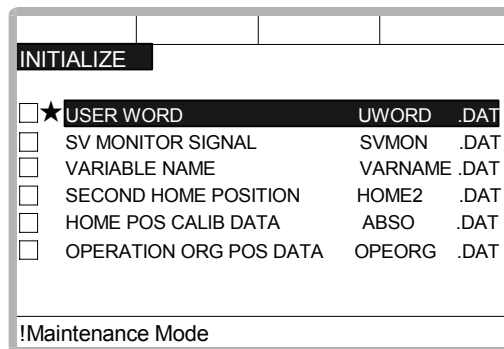 INITIALIZE
★USER WORD UWORD .DAT
SV MONITOR SIGNAL SVMON .DAT
VARIABLE NAME VARNAME .DAT
SECOND HOME POSITION HOME2 .DAT
HOME POS CALIB DATA ABSO .DAT
OPERATION ORG POS DATA OPEORG .DAT
!Maintenance Mode